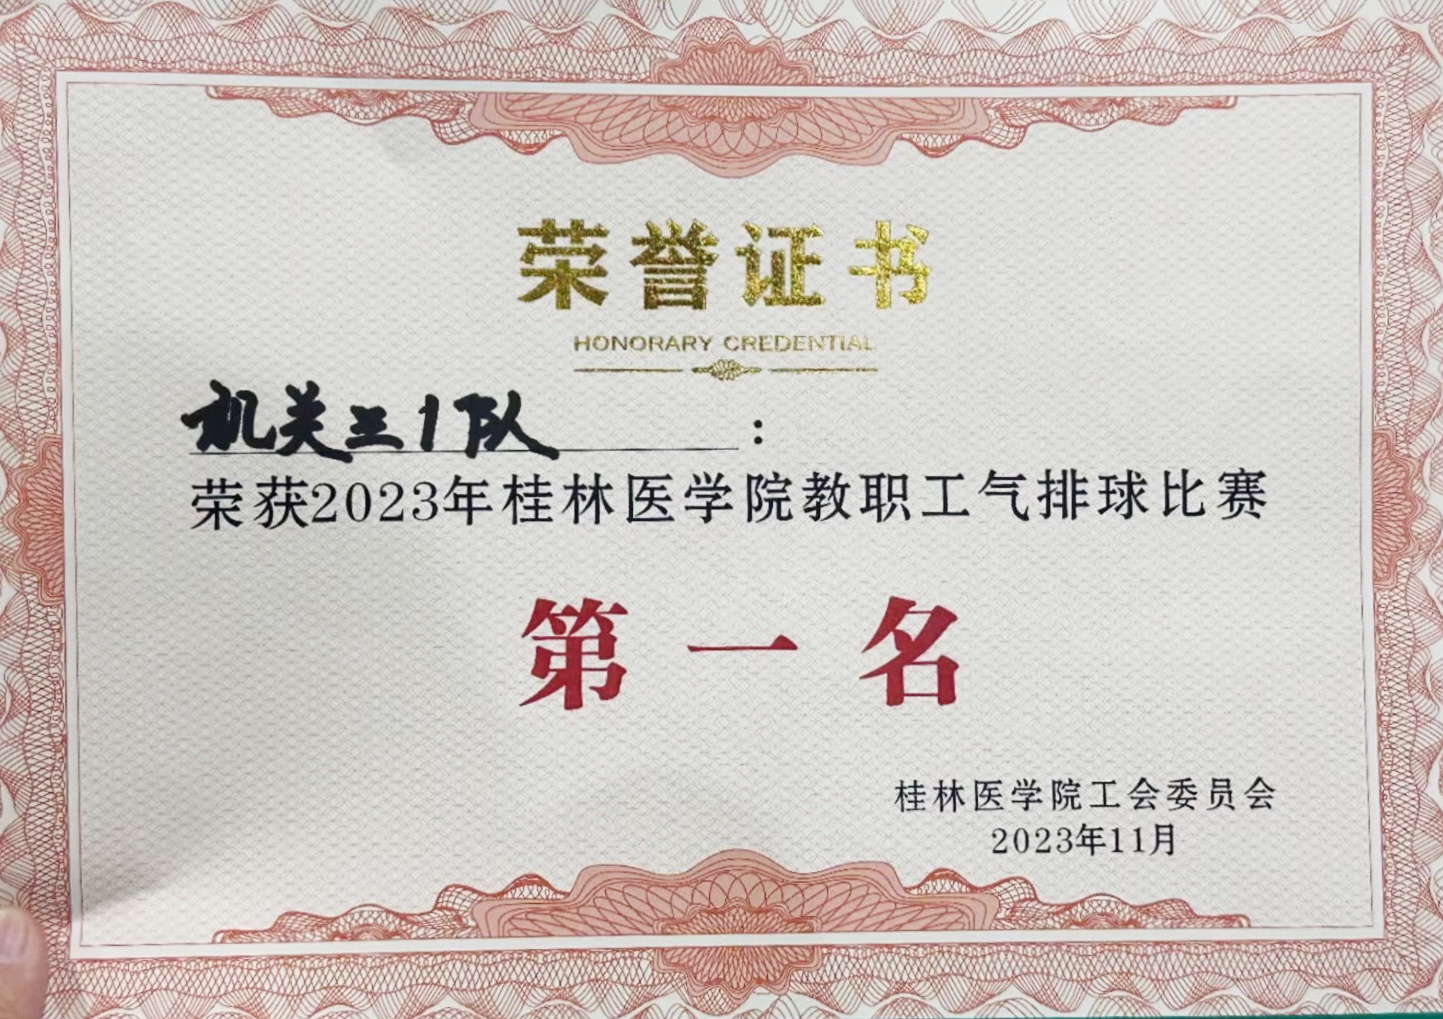 荣誉证书
HONORARY CREDENTIAL
机关三1队：
荣获2023年桂林医学院教职工气排球比赛
第一名
桂林医学院工会委员会
2023年11月